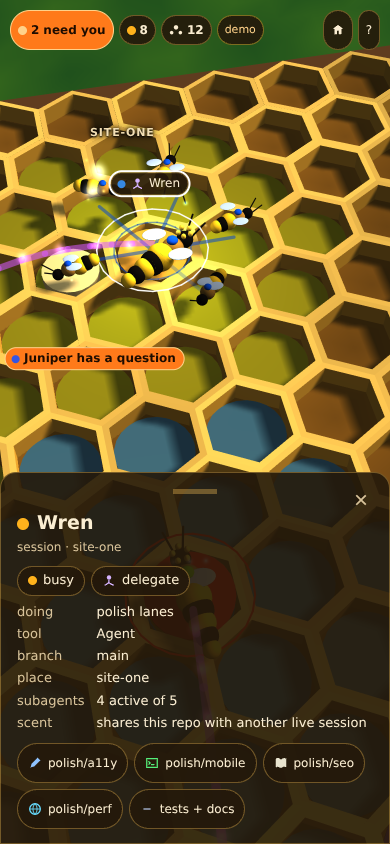 2 need you
8
12
demo
?
SITE-ONE
Wren
Juniper has a question
Wren
session · site-one
busy
delegate
doing polish lanes
tool Agent
branch main
place site-one
subagents 4 active of 5
scent shares this repo with another live session
polish/a11y
polish/mobile
polish/seo
polish/perf
tests + docs